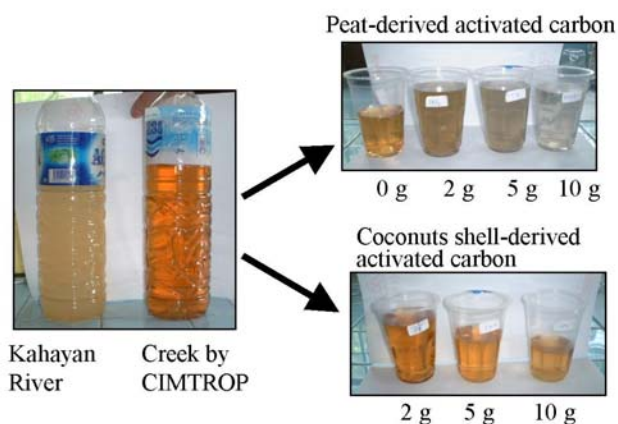 Peat-derived activated carbon
0 g 2 g 5 g 10 g
Coconuts shell-derived
activated carbon
Kahayan
River
Creek by
CIMTROP
2 g 5 g 10 g